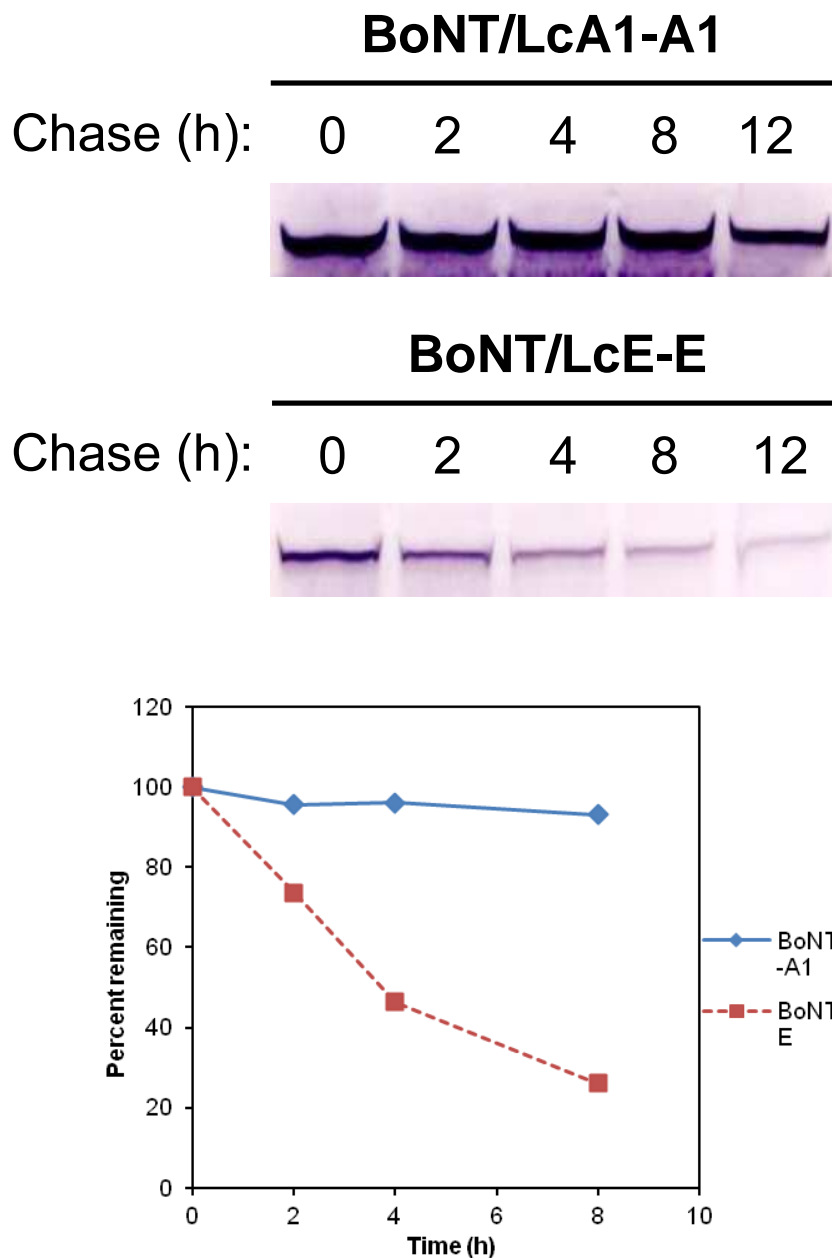 BoNT/LcA1-A1
Chase (h): 0 2 4 8 12
BoNT/LcE-E
Chase (h): 0 2 4 8 12
120
100
80
60
40
20
0
Percent remaining
0 2 4 6 8 10
Time (h)
BoNT
-A1
BoNT
E